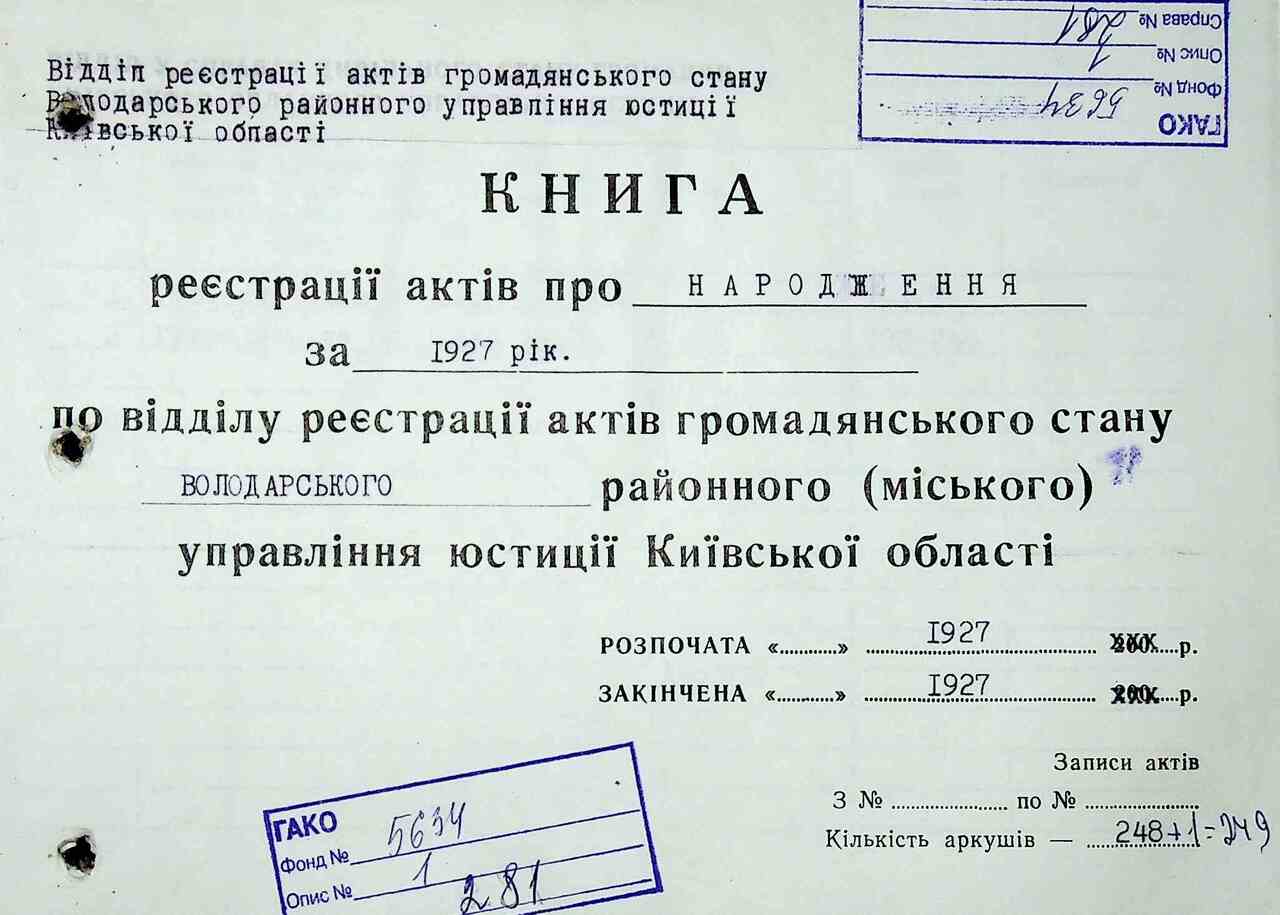 Відділ реєстрації актів громадянського стану
Володарського районного управління юстиції
Київської області
ГАКО
Фонд № 5634
Опис № 1
Справа № 281
КНИГА
реєстрації актів про НАРОДЖЕННЯ
за 1927 рік.
по відділу реєстрації актів громадянського стану
ВОЛОДАРСЬКОГО районного (міського)
управління юстиції Київської області
РОЗПОЧАТА «...........» 1927 200 р.
ЗАКІНЧЕНА «...........» 1927 200 р.
Записи актів
З № ............ по № ............
Кількість аркушів — 248+1=249
ГАКО
Фонд № 5634
Опис № 1
281